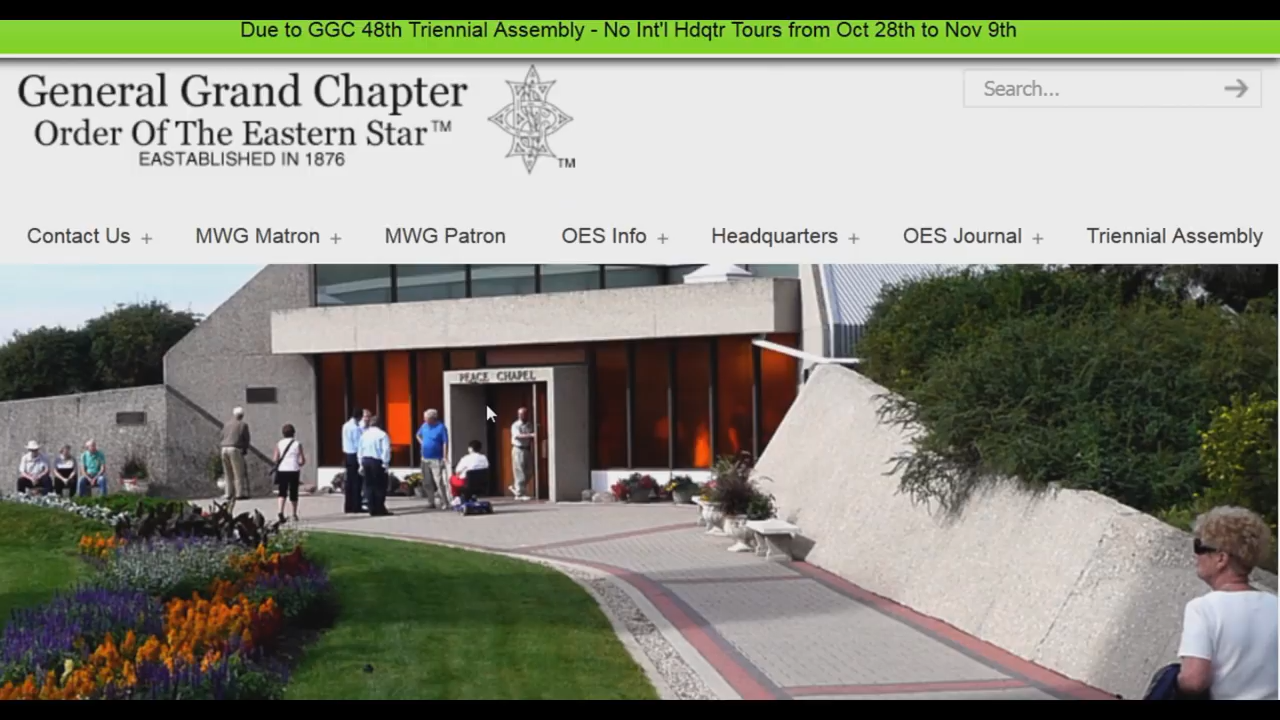 Due to GGC 48th Triennial Assembly - No Int'l Hdqtr Tours from Oct 28th to Nov 9th
General Grand Chapter
Order Of The Eastern Star™
EASTABLISHED IN 1876
TM
Search...
Contact Us + MWG Matron + MWG Patron OES Info + Headquarters + OES Journal + Triennial Assembly
PEACE CHAPEL